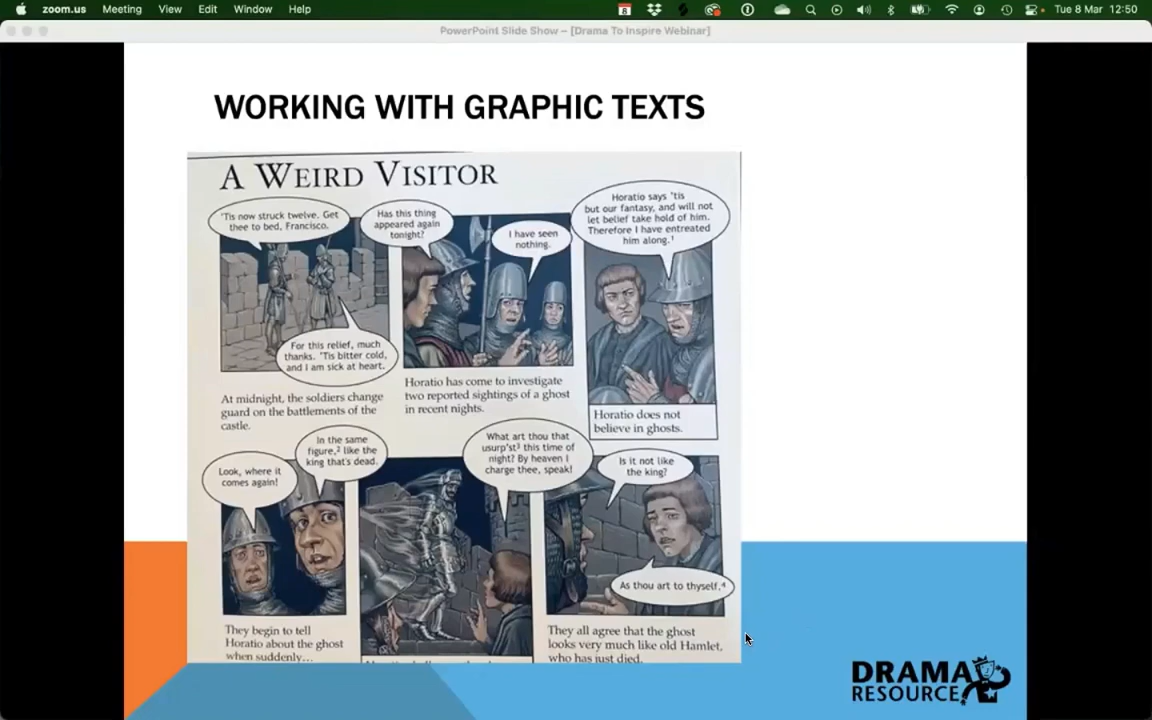 zoom.us Meeting View Edit Window Help
8
Tue 8 Mar 12:50
PowerPoint Slide Show – [Drama To Inspire Webinar]
WORKING WITH GRAPHIC TEXTS
A WEIRD VISITOR
'Tis now struck twelve. Get
thee to bed, Francisco.
For this relief, much
thanks. 'Tis bitter cold,
and I am sick at heart.
At midnight, the soldiers change
guard on the battlements of the
castle.
Has this thing
appeared again
tonight?
I have seen
nothing.
Horatio has come to investigate
two reported sightings of a ghost
in recent nights.
Horatio says 'tis
but our fantasy, and will not
let belief take hold of him.
Therefore I have entreated
him along.¹
Horatio does not
believe in ghosts.
Look, where it
comes again!
In the same
figure,² like the
king that's dead.
They begin to tell
Horatio about the ghost
when suddenly...
What art thou that
usurp'st³ this time of
night? By heaven I
charge thee, speak!
Is it not like
the king?
As thou art to thyself.⁴
They all agree that the ghost
looks very much like old Hamlet,
who has just died.
DRAMA
RESOURCE